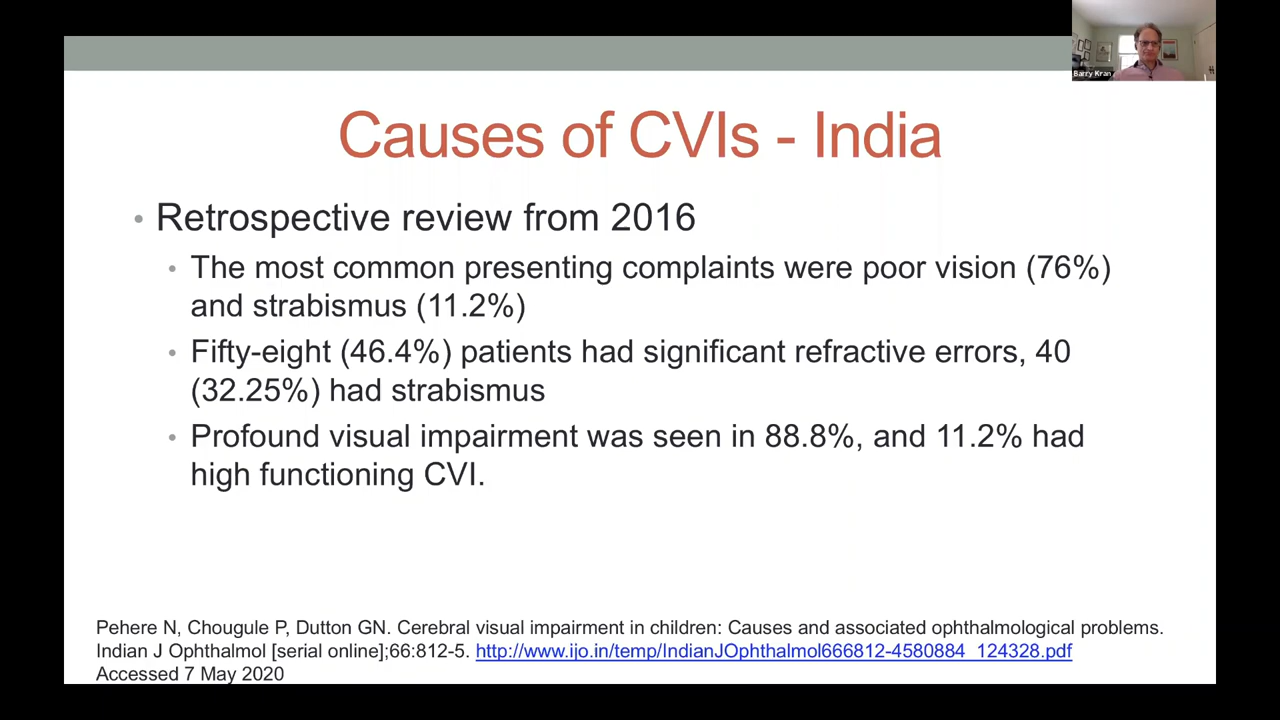 Barry Kran
Causes of CVIs - India
• Retrospective review from 2016
• The most common presenting complaints were poor vision (76%)
and strabismus (11.2%)
• Fifty-eight (46.4%) patients had significant refractive errors, 40
(32.25%) had strabismus
• Profound visual impairment was seen in 88.8%, and 11.2% had
high functioning CVI.
Pehere N, Chougule P, Dutton GN. Cerebral visual impairment in children: Causes and associated ophthalmological problems.
Indian J Ophthalmol [serial online];66:812-5. http://www.ijo.in/temp/IndianJOphthalmol666812-4580884_124328.pdf
Accessed 7 May 2020